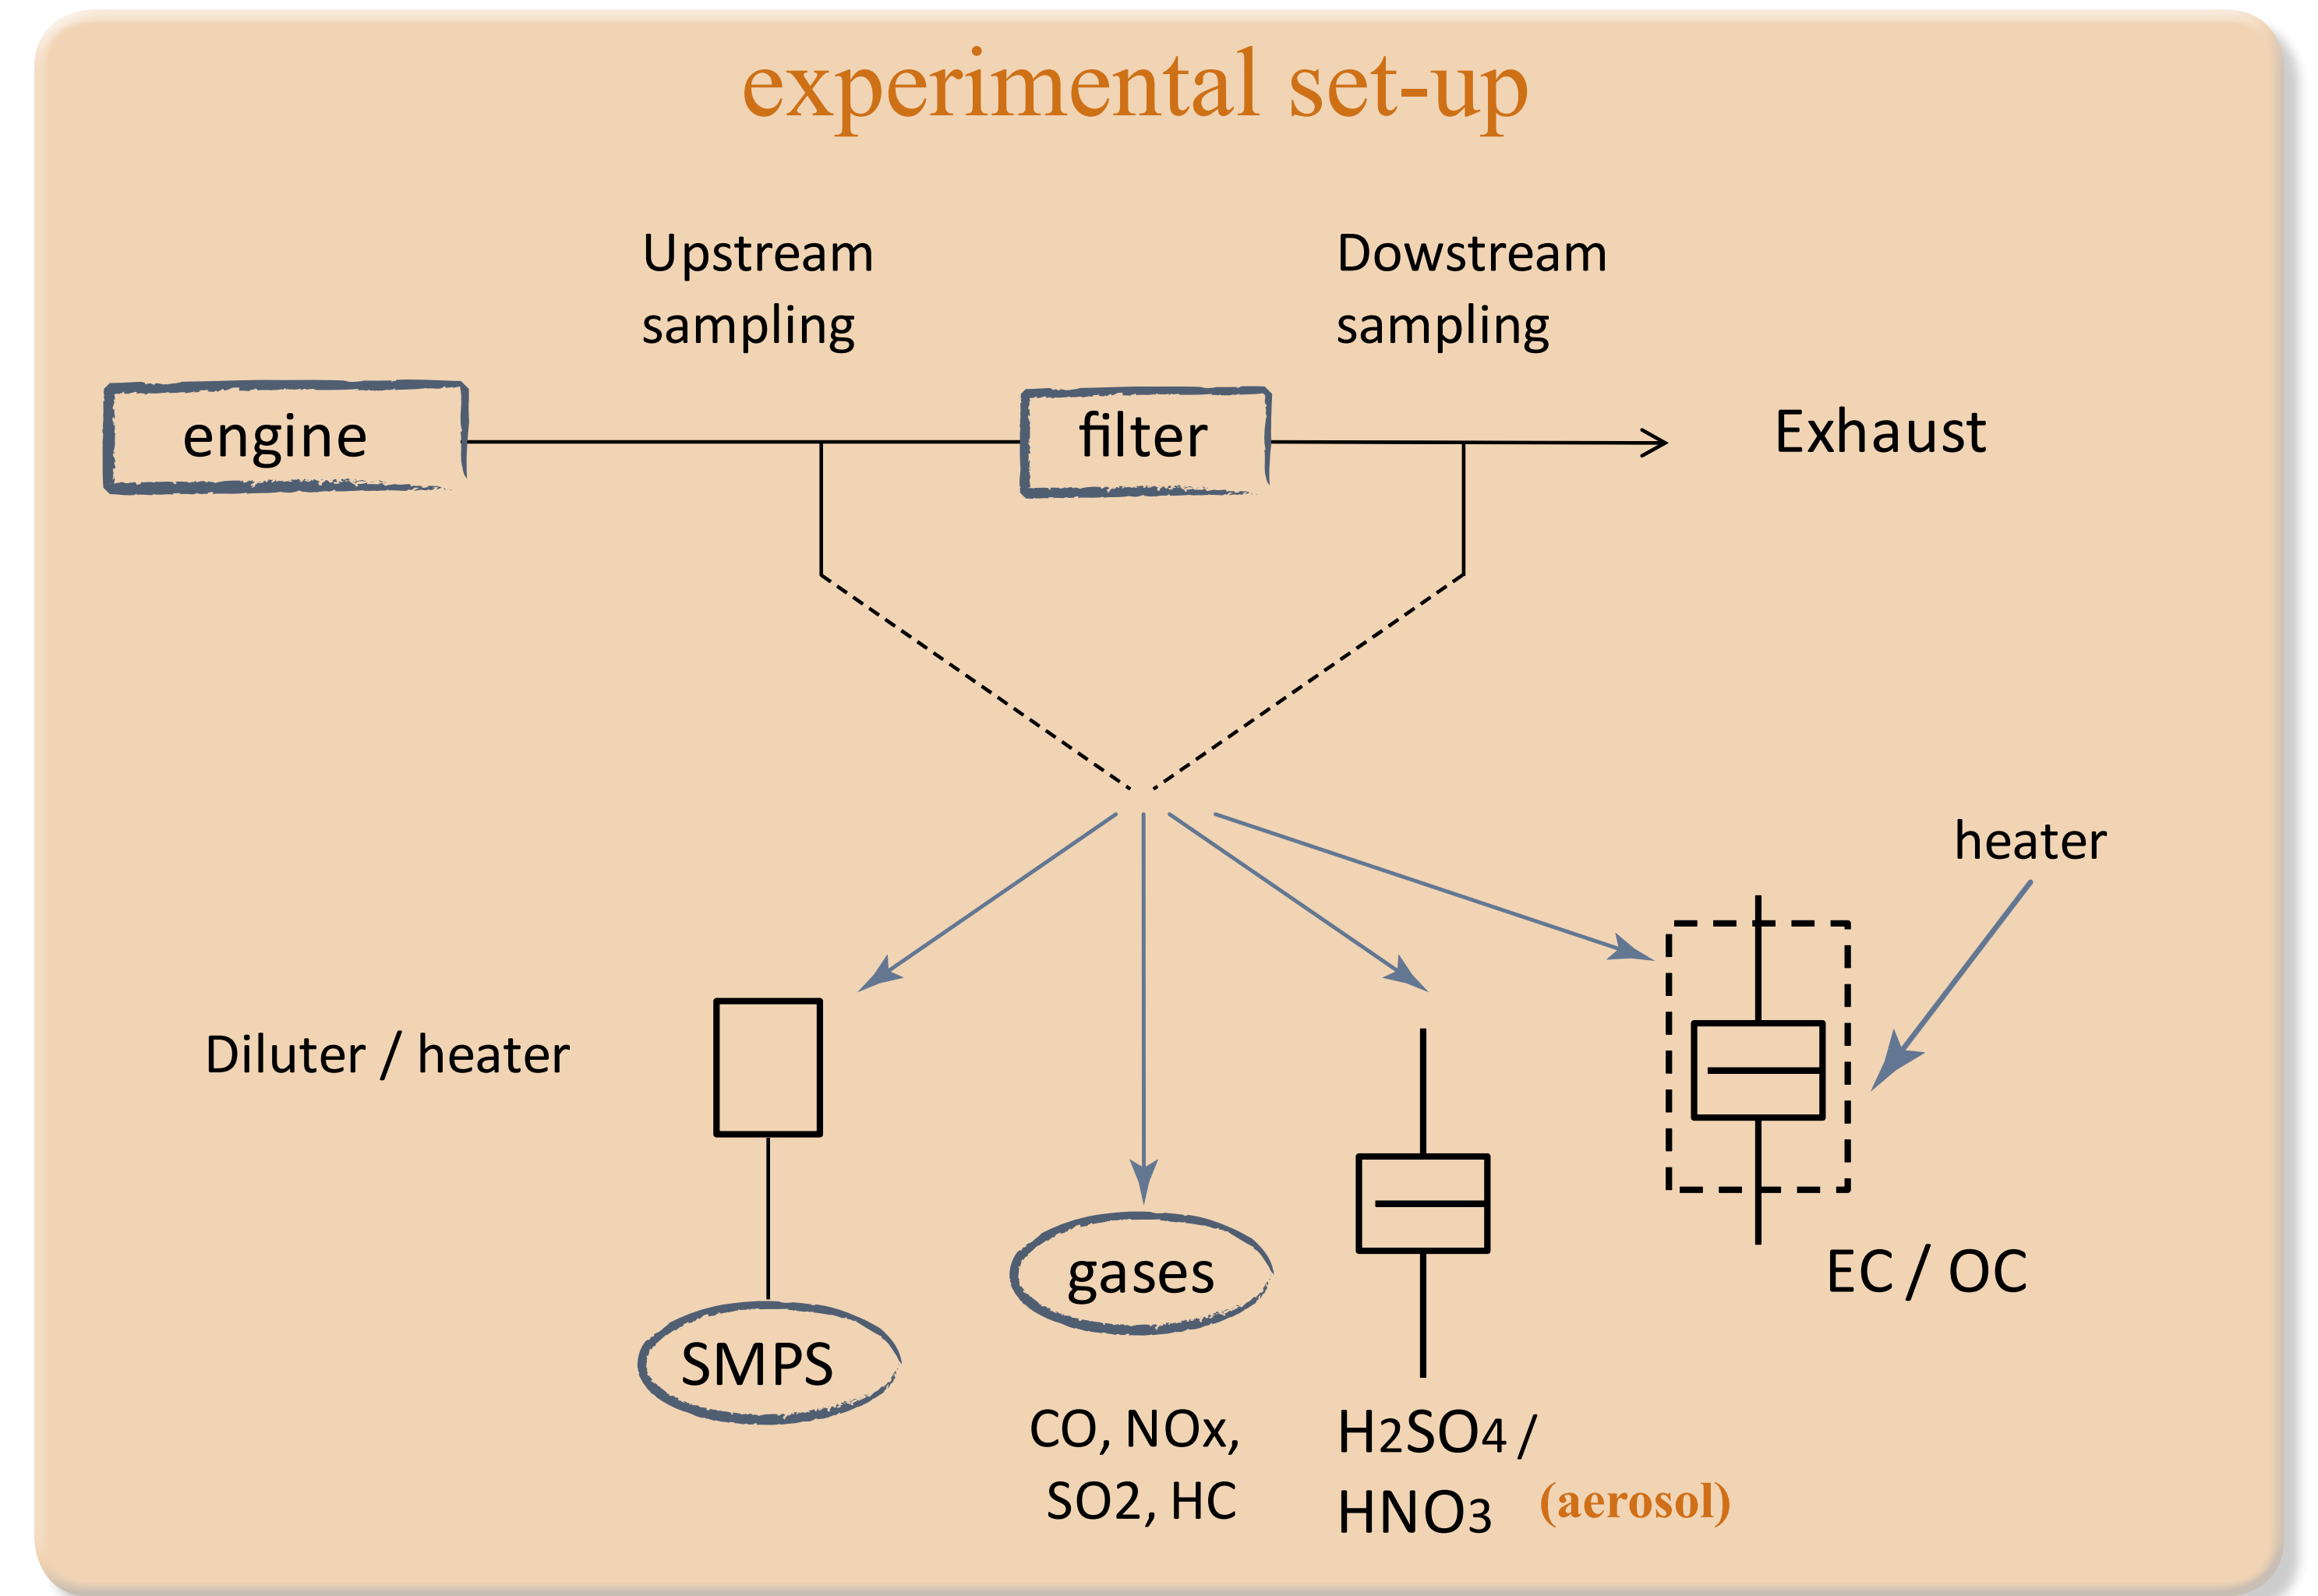 experimental set-up
Upstream
sampling
Dowstream
sampling
engine
filter
Exhaust
heater
Diluter / heater
SMPS
gases
EC / OC
CO, NOx,
SO2, HC
H2SO4 /
HNO3 (aerosol)